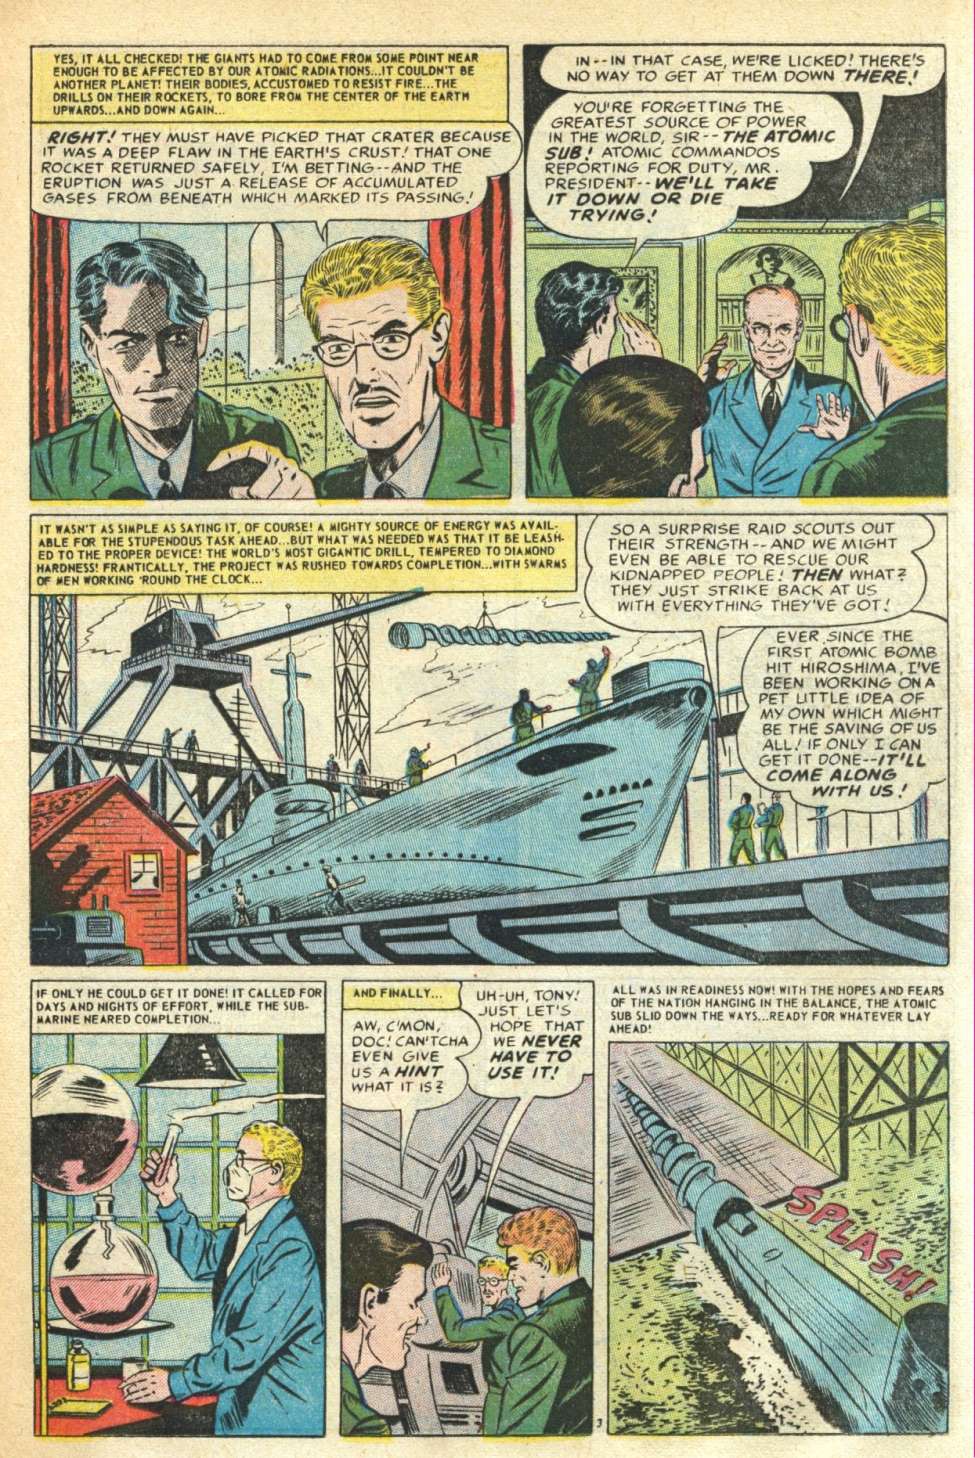 YES, IT ALL CHECKED! THE GIANTS HAD TO COME FROM SOME POINT NEAR
ENOUGH TO BE AFFECTED BY OUR ATOMIC RADIATIONS...IT COULDN'T BE
ANOTHER PLANET! THEIR BODIES, ACCUSTOMED TO RESIST FIRE...THE
DRILLS ON THEIR ROCKETS, TO BORE FROM THE CENTER OF THE EARTH
UPWARDS...AND DOWN AGAIN...
RIGHT! THEY MUST HAVE PICKED THAT CRATER BECAUSE
IT WAS A DEEP FLAW IN THE EARTH'S CRUST! THAT ONE
ROCKET RETURNED SAFELY, I'M BETTING--AND THE
ERUPTION WAS JUST A RELEASE OF ACCUMULATED
GASES FROM BENEATH WHICH MARKED ITS PASSING!
IN--IN THAT CASE, WE'RE LICKED! THERE'S
NO WAY TO GET AT THEM DOWN THERE!
YOU'RE FORGETTING THE
GREATEST SOURCE OF POWER
IN THE WORLD, SIR--THE ATOMIC
SUB! ATOMIC COMMANDOS
REPORTING FOR DUTY, MR.
PRESIDENT--WE'LL TAKE
IT DOWN OR DIE
TRYING!
IT WASN'T AS SIMPLE AS SAYING IT, OF COURSE! A MIGHTY SOURCE OF ENERGY WAS AVAIL-
ABLE FOR THE STUPENDOUS TASK AHEAD...BUT WHAT WAS NEEDED WAS THAT IT BE LEASH-
ED TO THE PROPER DEVICE! THE WORLD'S MOST GIGANTIC DRILL, TEMPERED TO DIAMOND
HARDNESS! FRANTICALLY, THE PROJECT WAS RUSHED TOWARDS COMPLETION...WITH SWARMS
OF MEN WORKING 'ROUND THE CLOCK...
SO A SURPRISE RAID SCOUTS OUT
THEIR STRENGTH--AND WE MIGHT
EVEN BE ABLE TO RESCUE OUR
KIDNAPPED PEOPLE! THEN WHAT?
THEY JUST STRIKE BACK AT US
WITH EVERYTHING THEY'VE GOT!
EVER SINCE THE
FIRST ATOMIC BOMB
HIT HIROSHIMA, I'VE
BEEN WORKING ON A
PET LITTLE IDEA OF
MY OWN WHICH MIGHT
BE THE SAVING OF US
ALL! IF ONLY I CAN
GET IT DONE--IT'LL
COME ALONG
WITH US!
IF ONLY HE COULD GET IT DONE! IT CALLED FOR
DAYS AND NIGHTS OF EFFORT, WHILE THE SUB-
MARINE NEARED COMPLETION...
AND FINALLY...
AW, C'MON,
DOC! CAN'TCHA
EVEN GIVE
US A HINT
WHAT IT IS?
UH-UH, TONY!
JUST LET'S
HOPE THAT
WE NEVER
HAVE TO
USE IT!
3
ALL WAS IN READINESS NOW! WITH THE HOPES AND FEARS
OF THE NATION HANGING IN THE BALANCE, THE ATOMIC
SUB SLID DOWN THE WAYS...READY FOR WHATEVER LAY
AHEAD!
SPLASH!